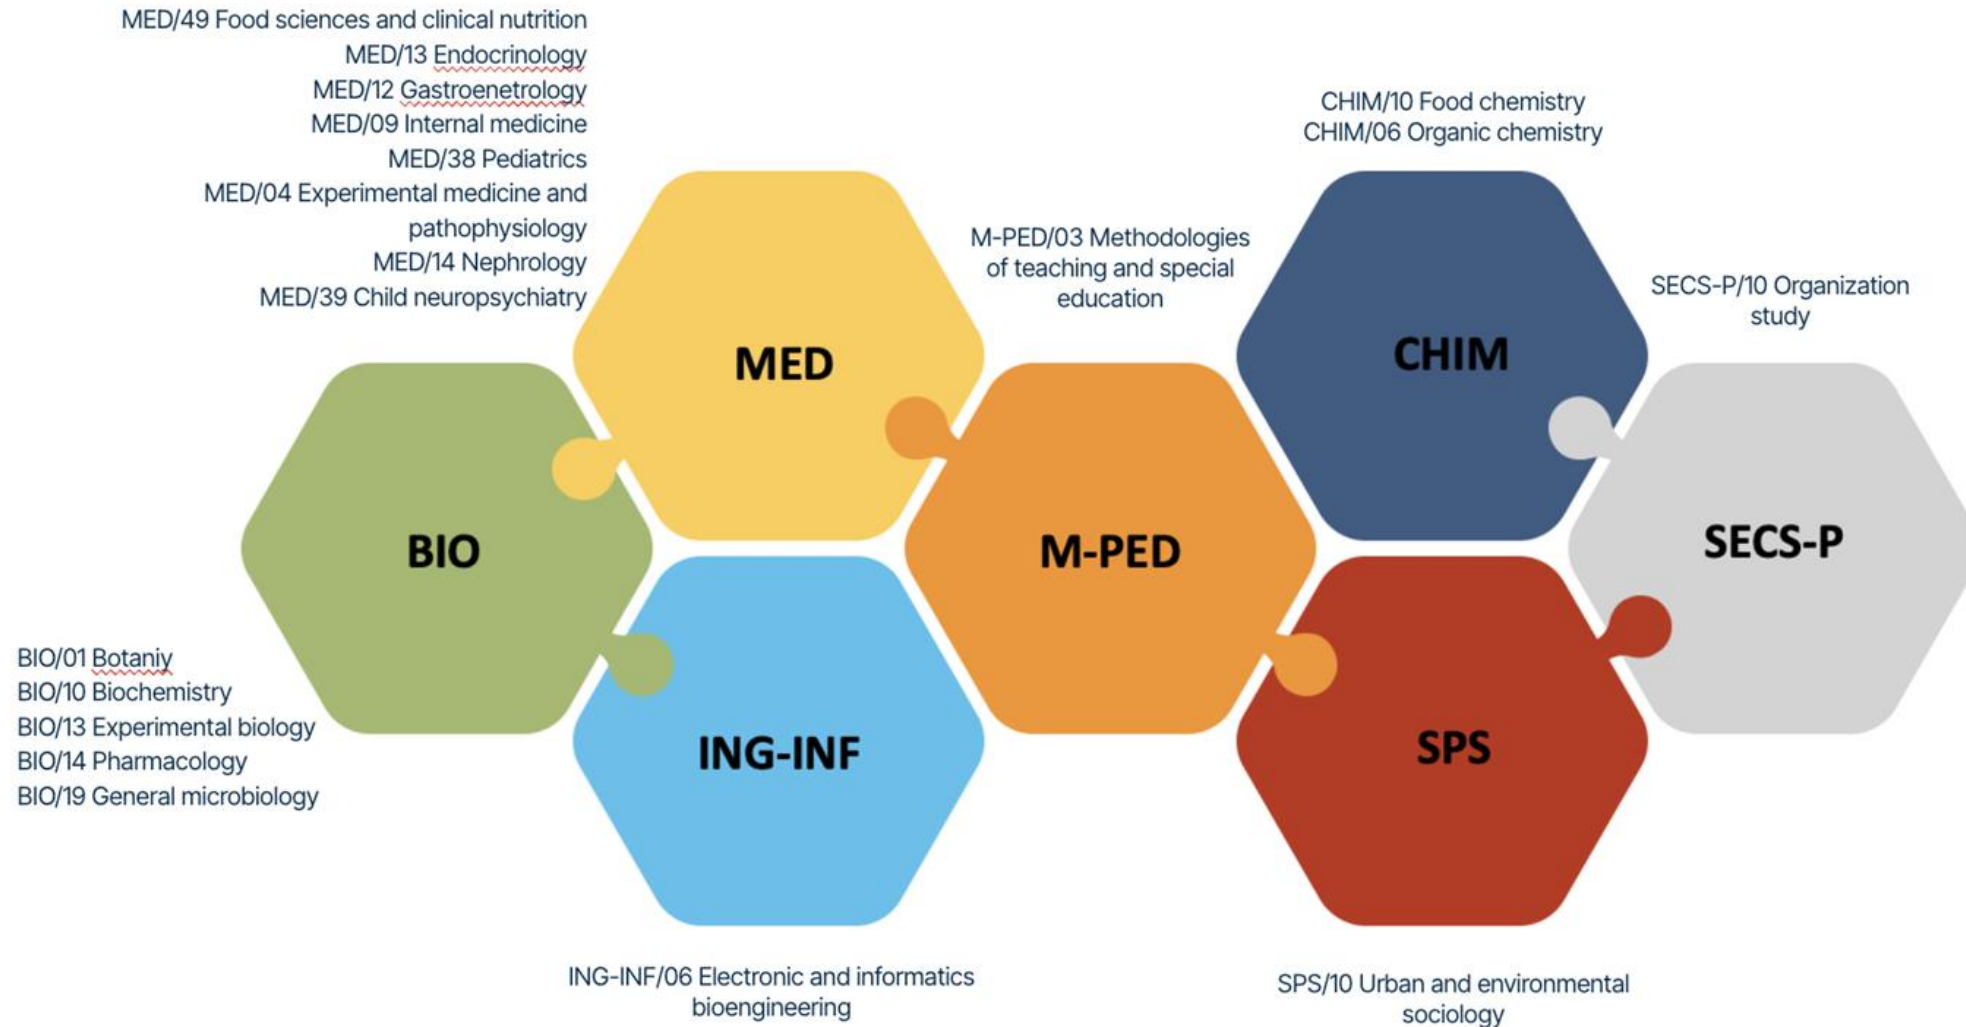 MED/49 Food sciences and clinical nutrition
MED/13 Endocrinology
MED/12 Gastroenetrology
MED/09 Internal medicine
MED/38 Pediatrics
MED/04 Experimental medicine and
pathophysiology
MED/14 Nephrology
MED/39 Child neuropsychiatry
CHIM/10 Food chemistry
CHIM/06 Organic chemistry
M-PED/03 Methodologies
of teaching and special
education
SECS-P/10 Organization
study
MED
CHIM
BIO
M-PED
SECS-P
ING-INF
SPS
BIO/01 Botaniy
BIO/10 Biochemistry
BIO/13 Experimental biology
BIO/14 Pharmacology
BIO/19 General microbiology
ING-INF/06 Electronic and informatics
bioengineering
SPS/10 Urban and environmental
sociology